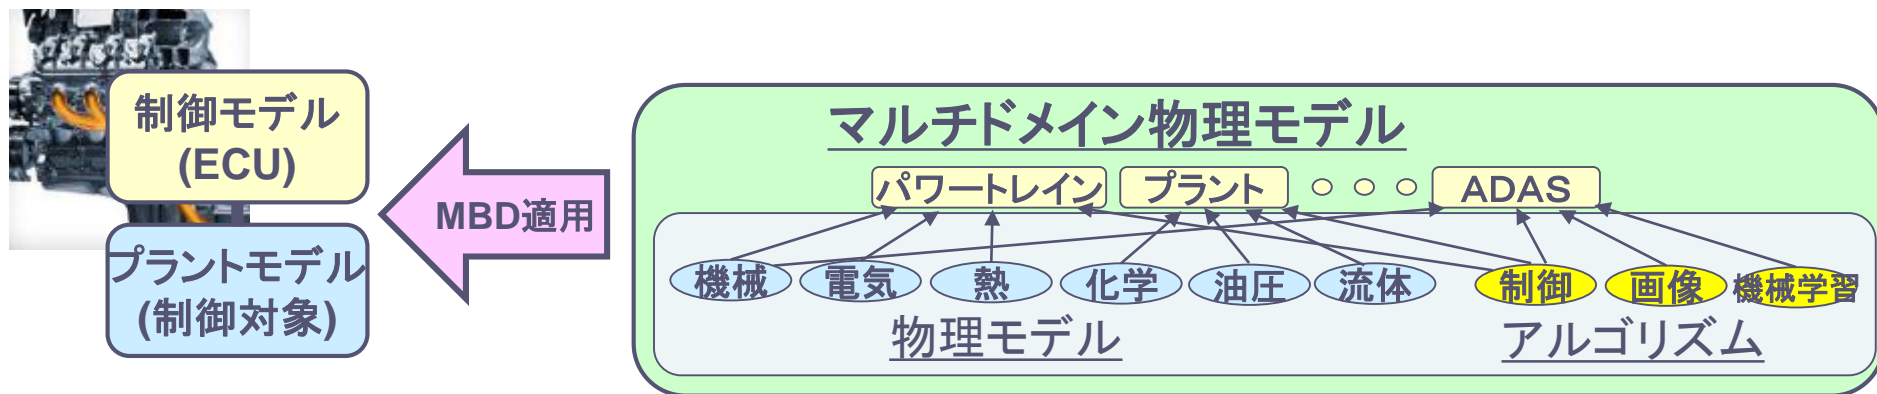 制御モデル
(ECU)
プラントモデル
(制御対象)
MBD適用
マルチドメイン物理モデル
パワートレイン
プラント
○ ○ ○
ADAS
機械
電気
熱
化学
油圧
流体
制御
画像
機械学習
物理モデル
アルゴリズム